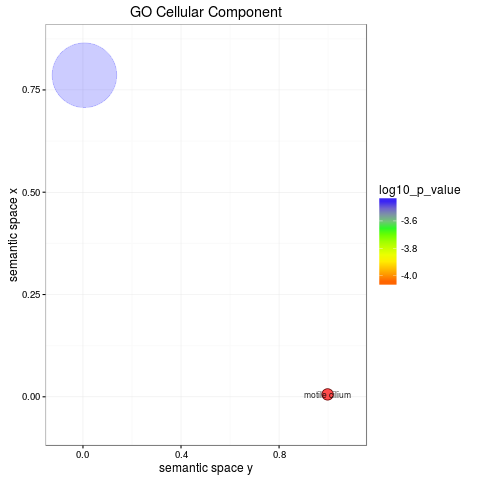 GO Cellular Component
semantic space x
0.75
0.50
0.25
0.00
motile cilium
0.0
0.4
0.8
semantic space y
log10_p_value
-3.6
-3.8
-4.0